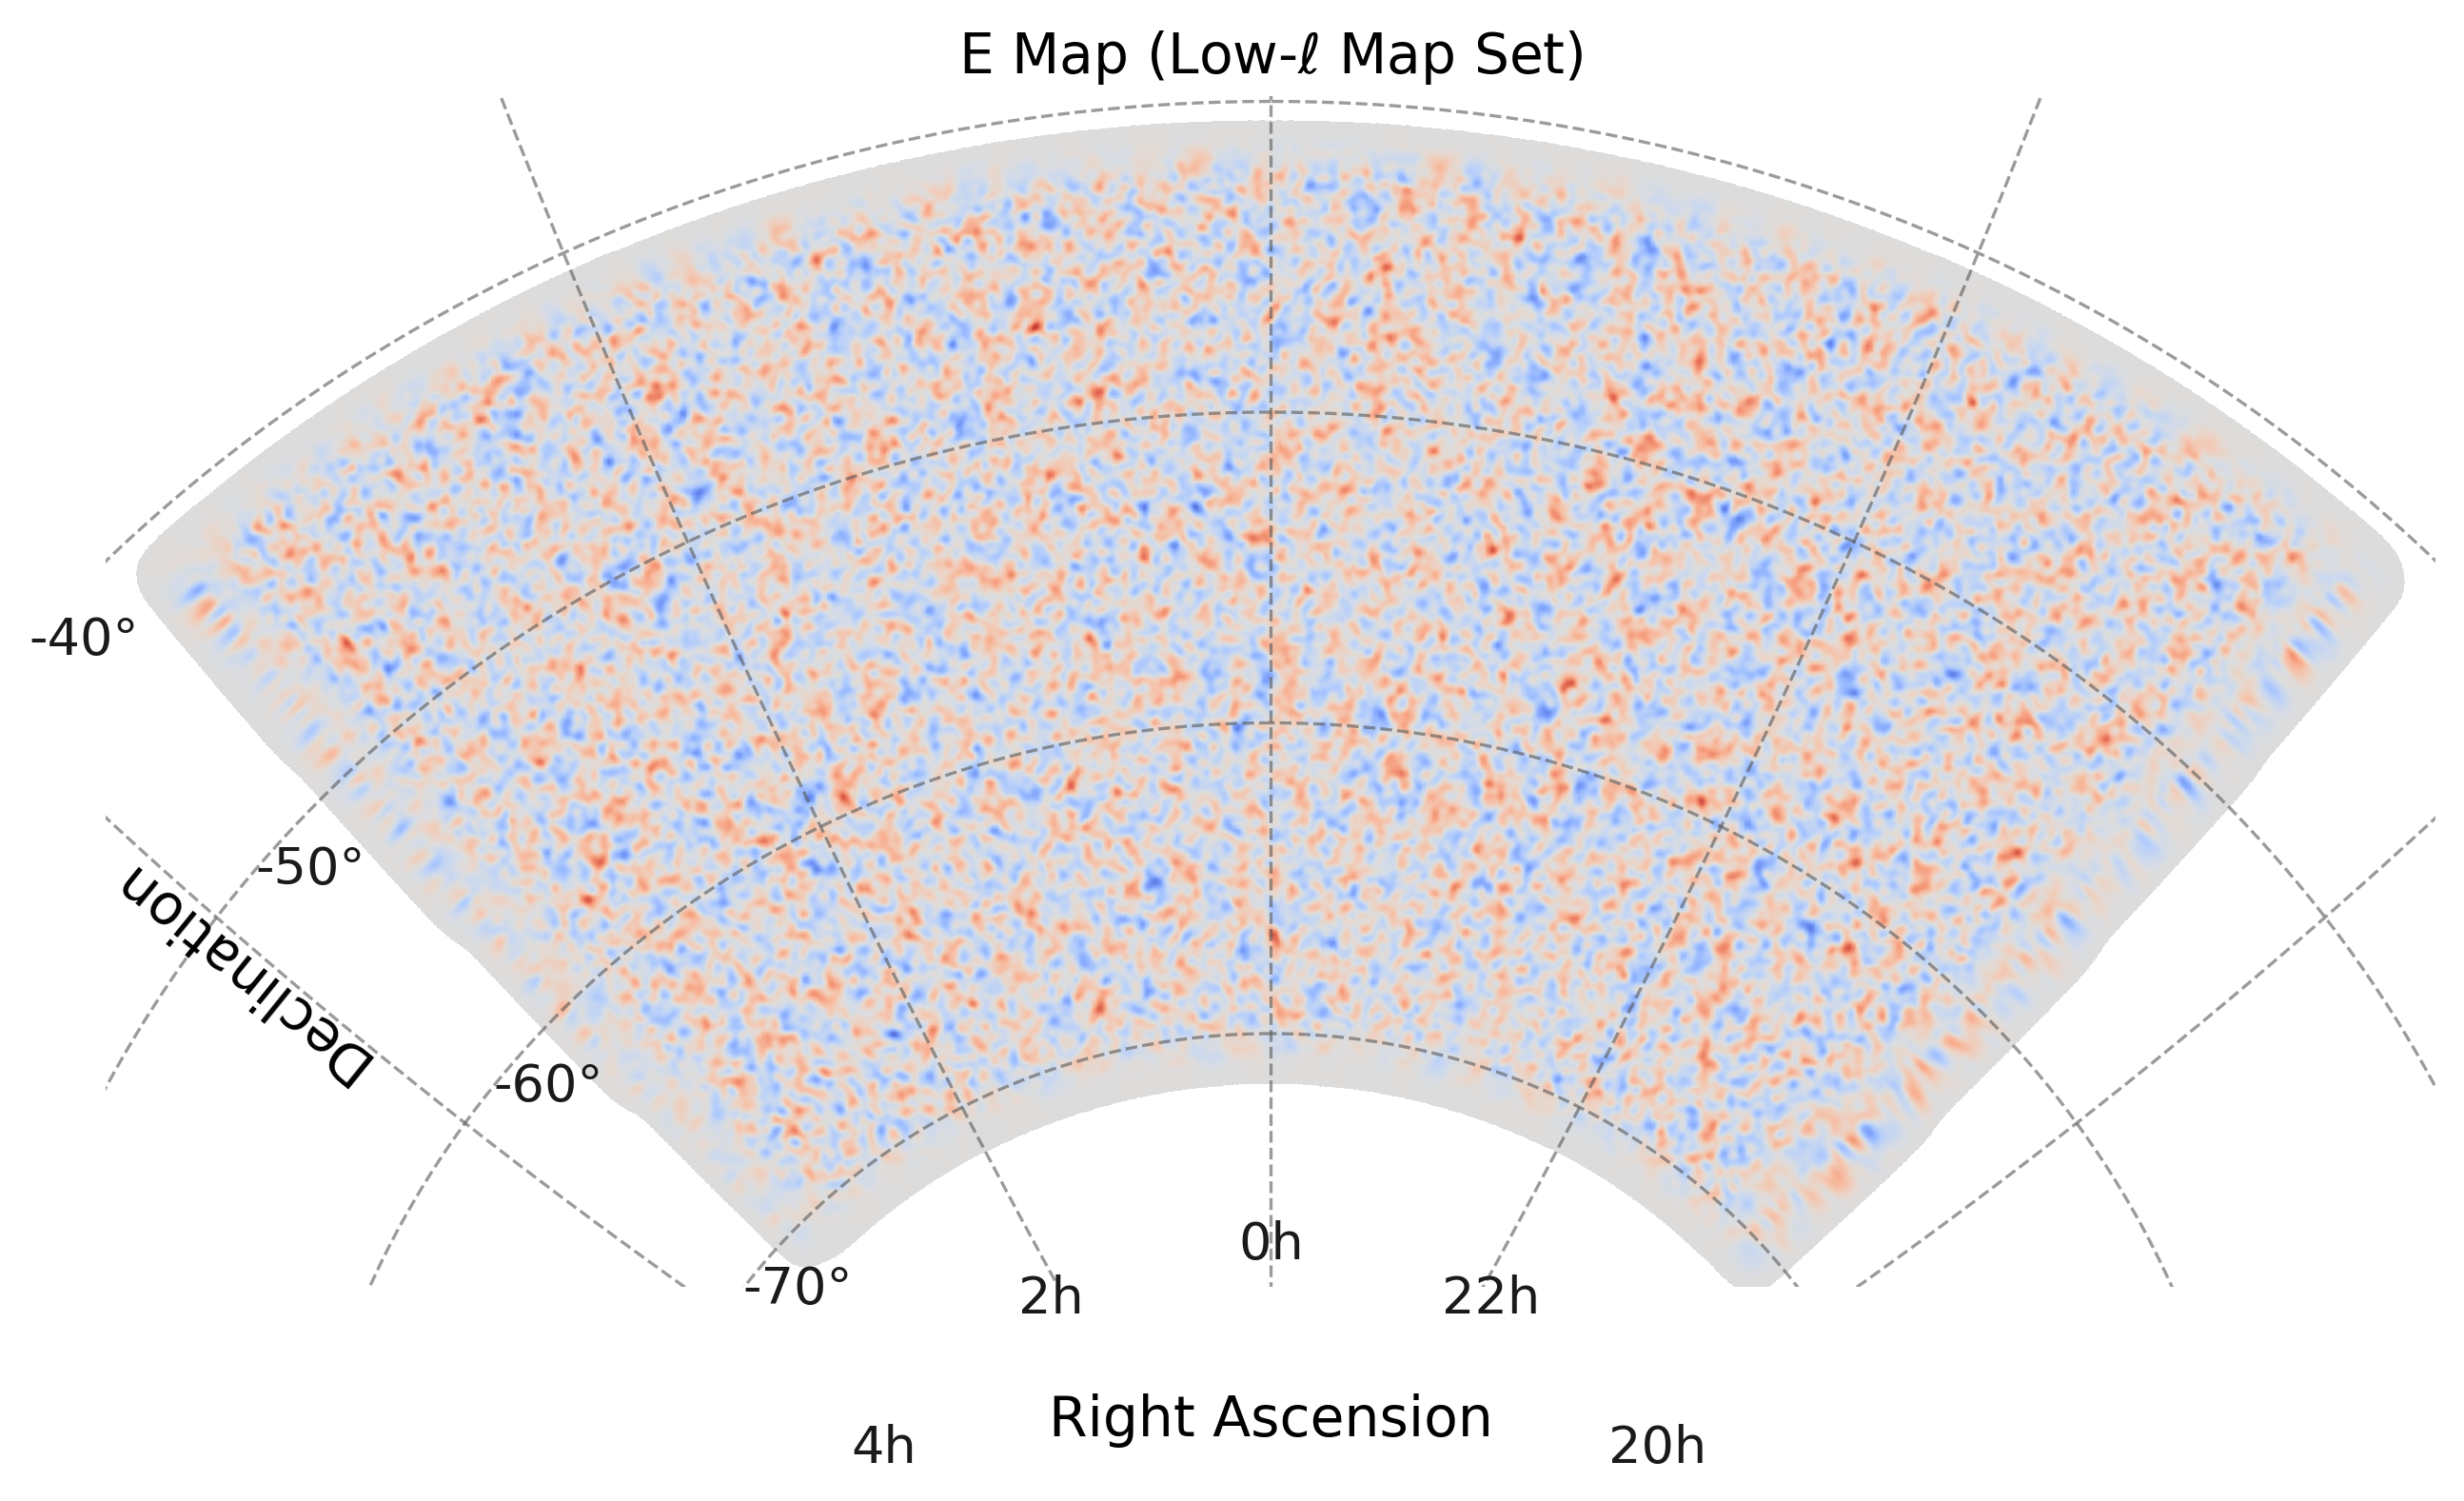 E Map (Low-ℓ Map Set)
-40°
-50°
Declination
-60°
-70°
0h
2h
22h
Right Ascension
4h
20h